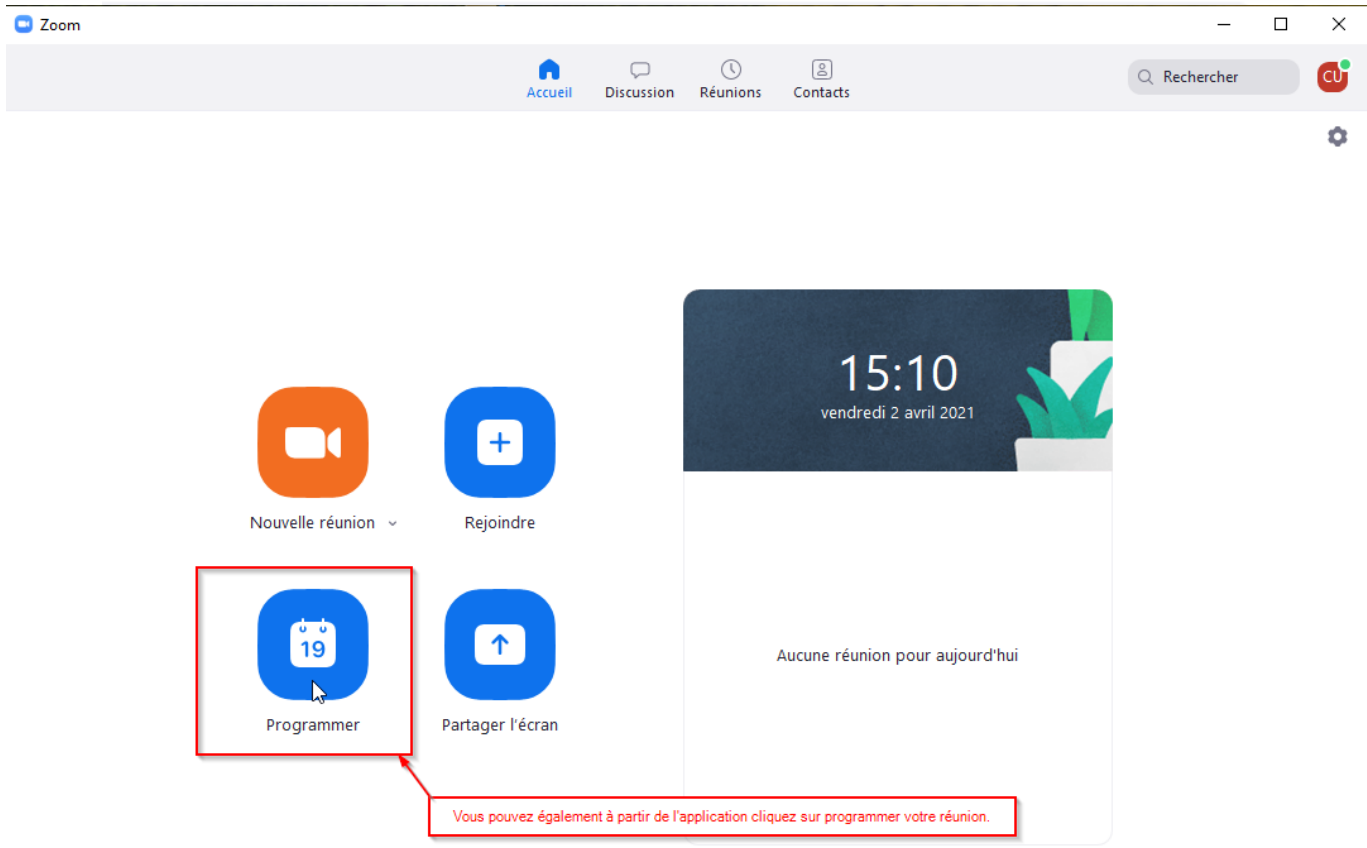 Zoom
Accueil
Discussion
Réunions
Contacts
Rechercher
CU
15:10
vendredi 2 avril 2021
Nouvelle réunion
Rejoindre
19
Programmer
Partager l'écran
Aucune réunion pour aujourd'hui
Vous pouvez également à partir de l'application cliquez sur programmer votre réunion.